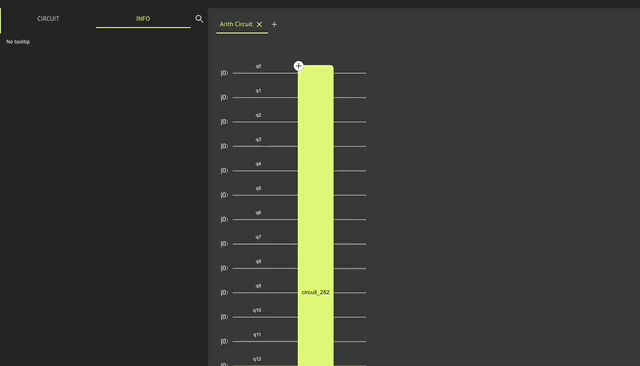 CIRCUIT INFO
No tooltip
Arith Circuit × +
q0
|0⟩
q1
|0⟩
q2
|0⟩
q3
|0⟩
q4
|0⟩
q5
|0⟩
q6
|0⟩
q7
|0⟩
q8
|0⟩
q9
|0⟩ circuit_282
q10
|0⟩
q11
|0⟩
q12
|0⟩